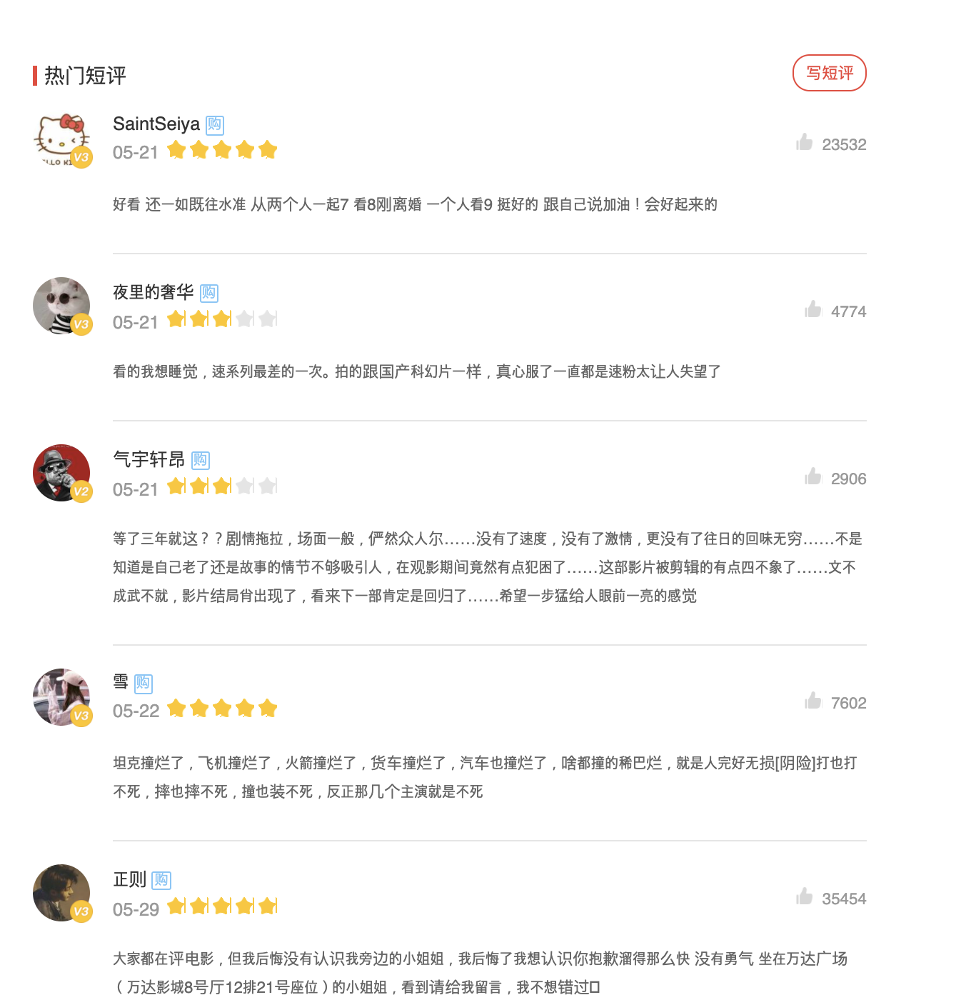 热门短评
写短评
SaintSeiya 购
05-21
23532
V3
好看 还一如既往水准 从两个人一起7 看8刚离婚 一个人看9 挺好的 跟自己说加油！会好起来的
夜里的奢华 购
05-21
4774
V3
看的我想睡觉，速系列最差的一次。拍的跟国产科幻片一样，真心服了一直都是速粉太让人失望了
气宇轩昂 购
05-21
2906
V2
等了三年就这？？剧情拖拉，场面一般，俨然众人尔……没有了速度，没有了激情，更没有了往日的回味无穷……不是
知道是自己老了还是故事的情节不够吸引人，在观影期间竟然有点犯困了……这部影片被剪辑的有点四不象了……文不
成武不就，影片结局肖出现了，看来下一部肯定是回归了……希望一步猛给人眼前一亮的感觉
雪 购
05-22
7602
V3
坦克撞烂了，飞机撞烂了，火箭撞烂了，货车撞烂了，汽车也撞烂了，啥都撞的稀巴烂，就是人完好无损[阴险]打也打
不死，摔也摔不死，撞也装不死，反正那几个主演就是不死
正则 购
05-29
35454
V3
大家都在评电影，但我后悔没有认识我旁边的小姐姐，我后悔了我想认识你抱歉溜得那么快 没有勇气 坐在万达广场
（万达影城8号厅12排21号座位）的小姐姐，看到请给我留言，我不想错过